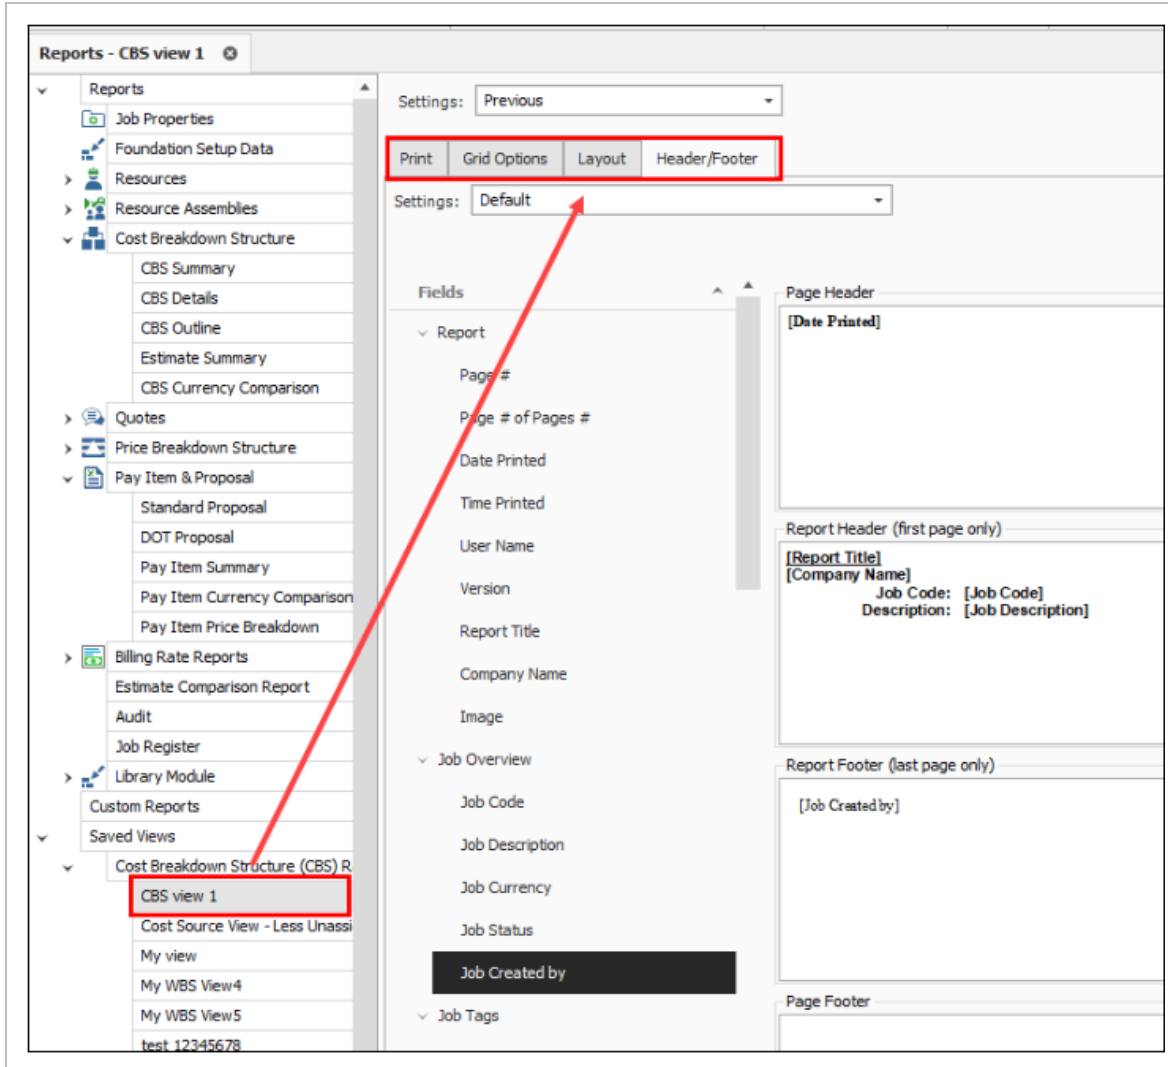 Reports - CBS view 1
Reports
Job Properties
Foundation Setup Data
Resources
Resource Assemblies
Cost Breakdown Structure
CBS Summary
CBS Details
CBS Outline
Estimate Summary
CBS Currency Comparison
Quotes
Price Breakdown Structure
Pay Item & Proposal
Standard Proposal
DOT Proposal
Pay Item Summary
Pay Item Currency Comparison
Pay Item Price Breakdown
Billing Rate Reports
Estimate Comparison Report
Audit
Job Register
Library Module
Custom Reports
Saved Views
Cost Breakdown Structure (CBS) R
CBS view 1
Cost Source View - Less Unassi
My view
My WBS View4
My WBS View5
test 12345678
Settings: Previous
Print Grid Options Layout Header/Footer
Settings: Default
Fields
Report
Page #
Page # of Pages #
Date Printed
Time Printed
User Name
Version
Report Title
Company Name
Image
Job Overview
Job Code
Job Description
Job Currency
Job Status
Job Created by
Job Tags
Page Header
[Date Printed]
Report Header (first page only)
[Report Title]
[Company Name]
Job Code: [Job Code]
Description: [Job Description]
Report Footer (last page only)
[Job Created by]
Page Footer